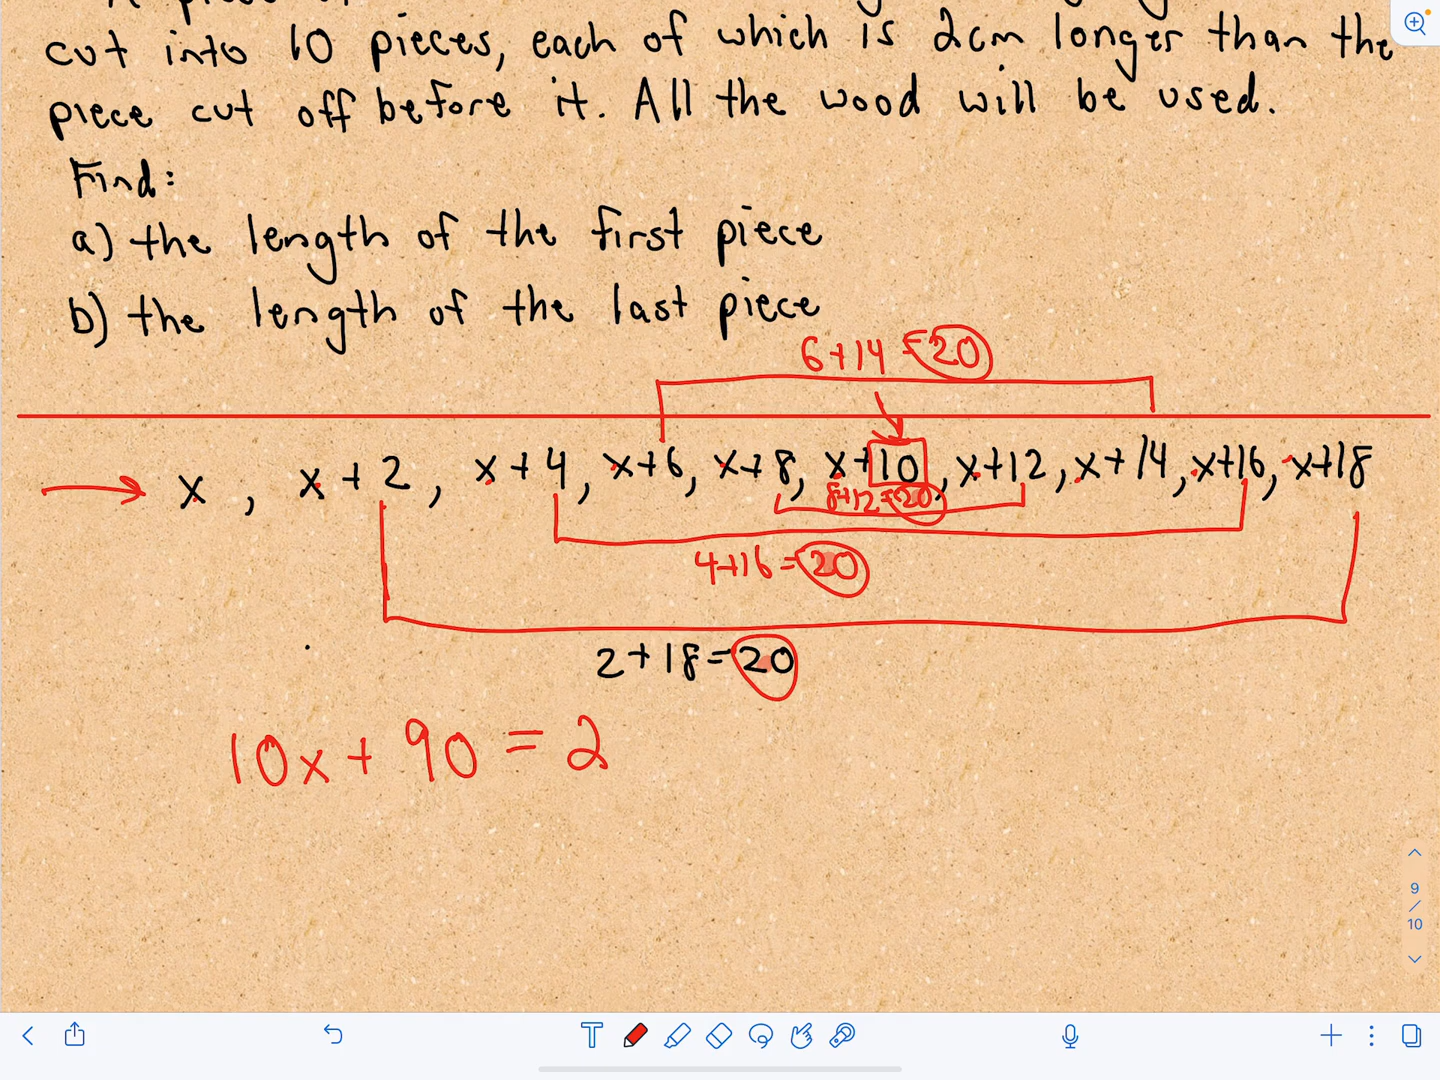 cut into 10 pieces, each of which is 2cm longer than the
piece cut off before it. All the wood will be used.
Find:
a) the length of the first piece
b) the length of the last piece
6+14=20
x, x+2, x+4, x+6, x+8, x+10, x+12, x+14, x+16, x+18
8+12=20
4+16=20
2+18=20
10x+90=2
9
/
10
T